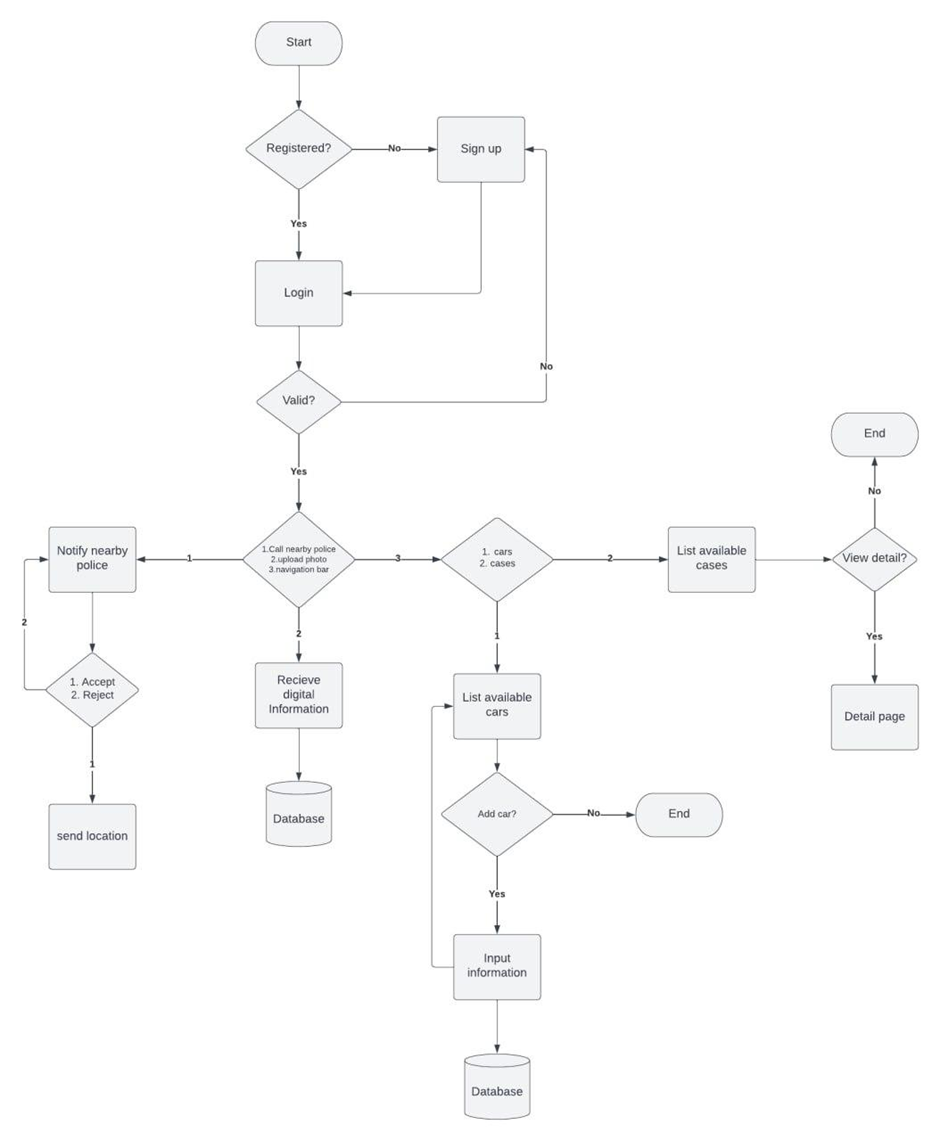 Start
Registered?
No
Sign up
Yes
Login
No
Valid?
End
Yes
No
Notify nearby
police
1
1.Call nearby police
2.upload photo
3.navigation bar
3
1. cars
2. cases
2
List available
cases
View detail?
2
2
1
Yes
1. Accept
2. Reject
Recieve
digital
Information
List available
cars
Detail page
1
send location
Database
Add car?
No
End
Yes
Input
information
Database